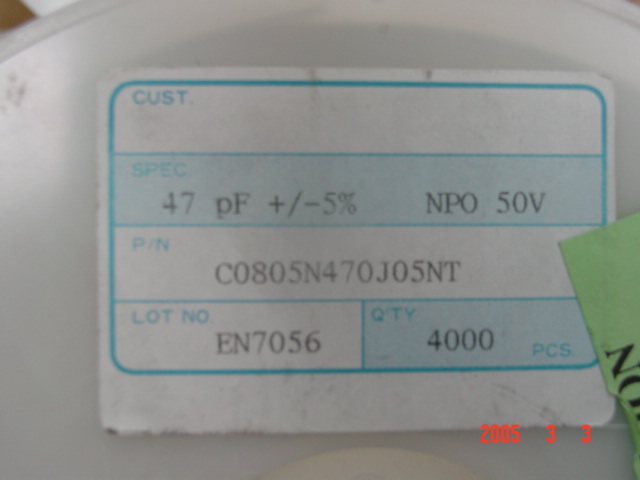 CUST.
SPEC.
47 pF +/-5% NPO 50V
P/N
C0805N470J05NT
LOT NO.
EN7056
Q'TY
4000 PCS.
2005 3 3